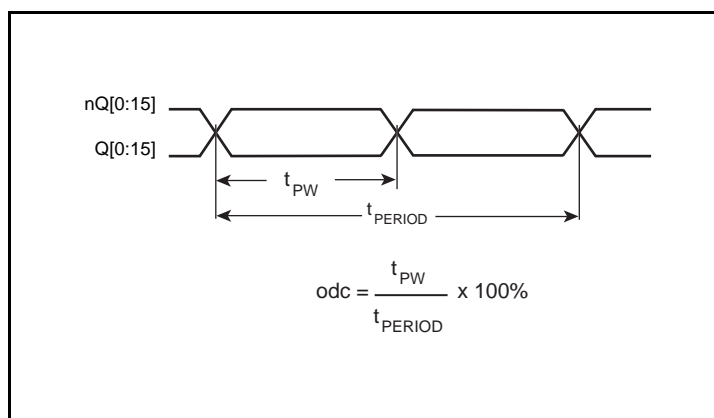 nQ[0:15]
Q[0:15]
tPW
tPERIOD
odc = tPW / tPERIOD x 100%